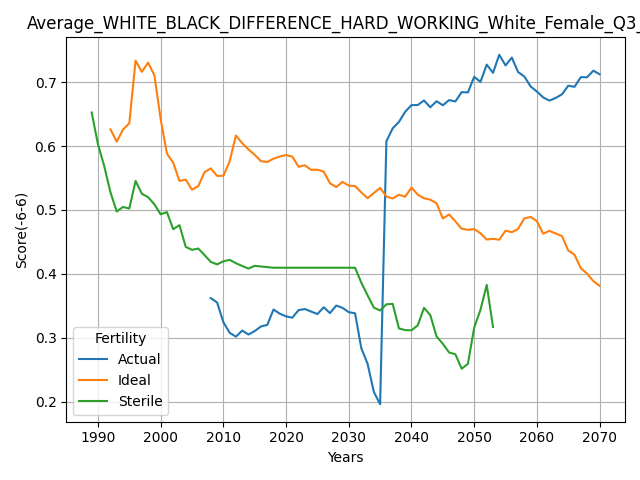 Average_WHITE_BLACK_DIFFERENCE_HARD_WORKING_White_Female_Q3_
Score(-6-6)
0.7
0.6
0.5
0.4
0.3
0.2
Fertility
Actual
Ideal
Sterile
1990 2000 2010 2020 2030 2040 2050 2060 2070
Years